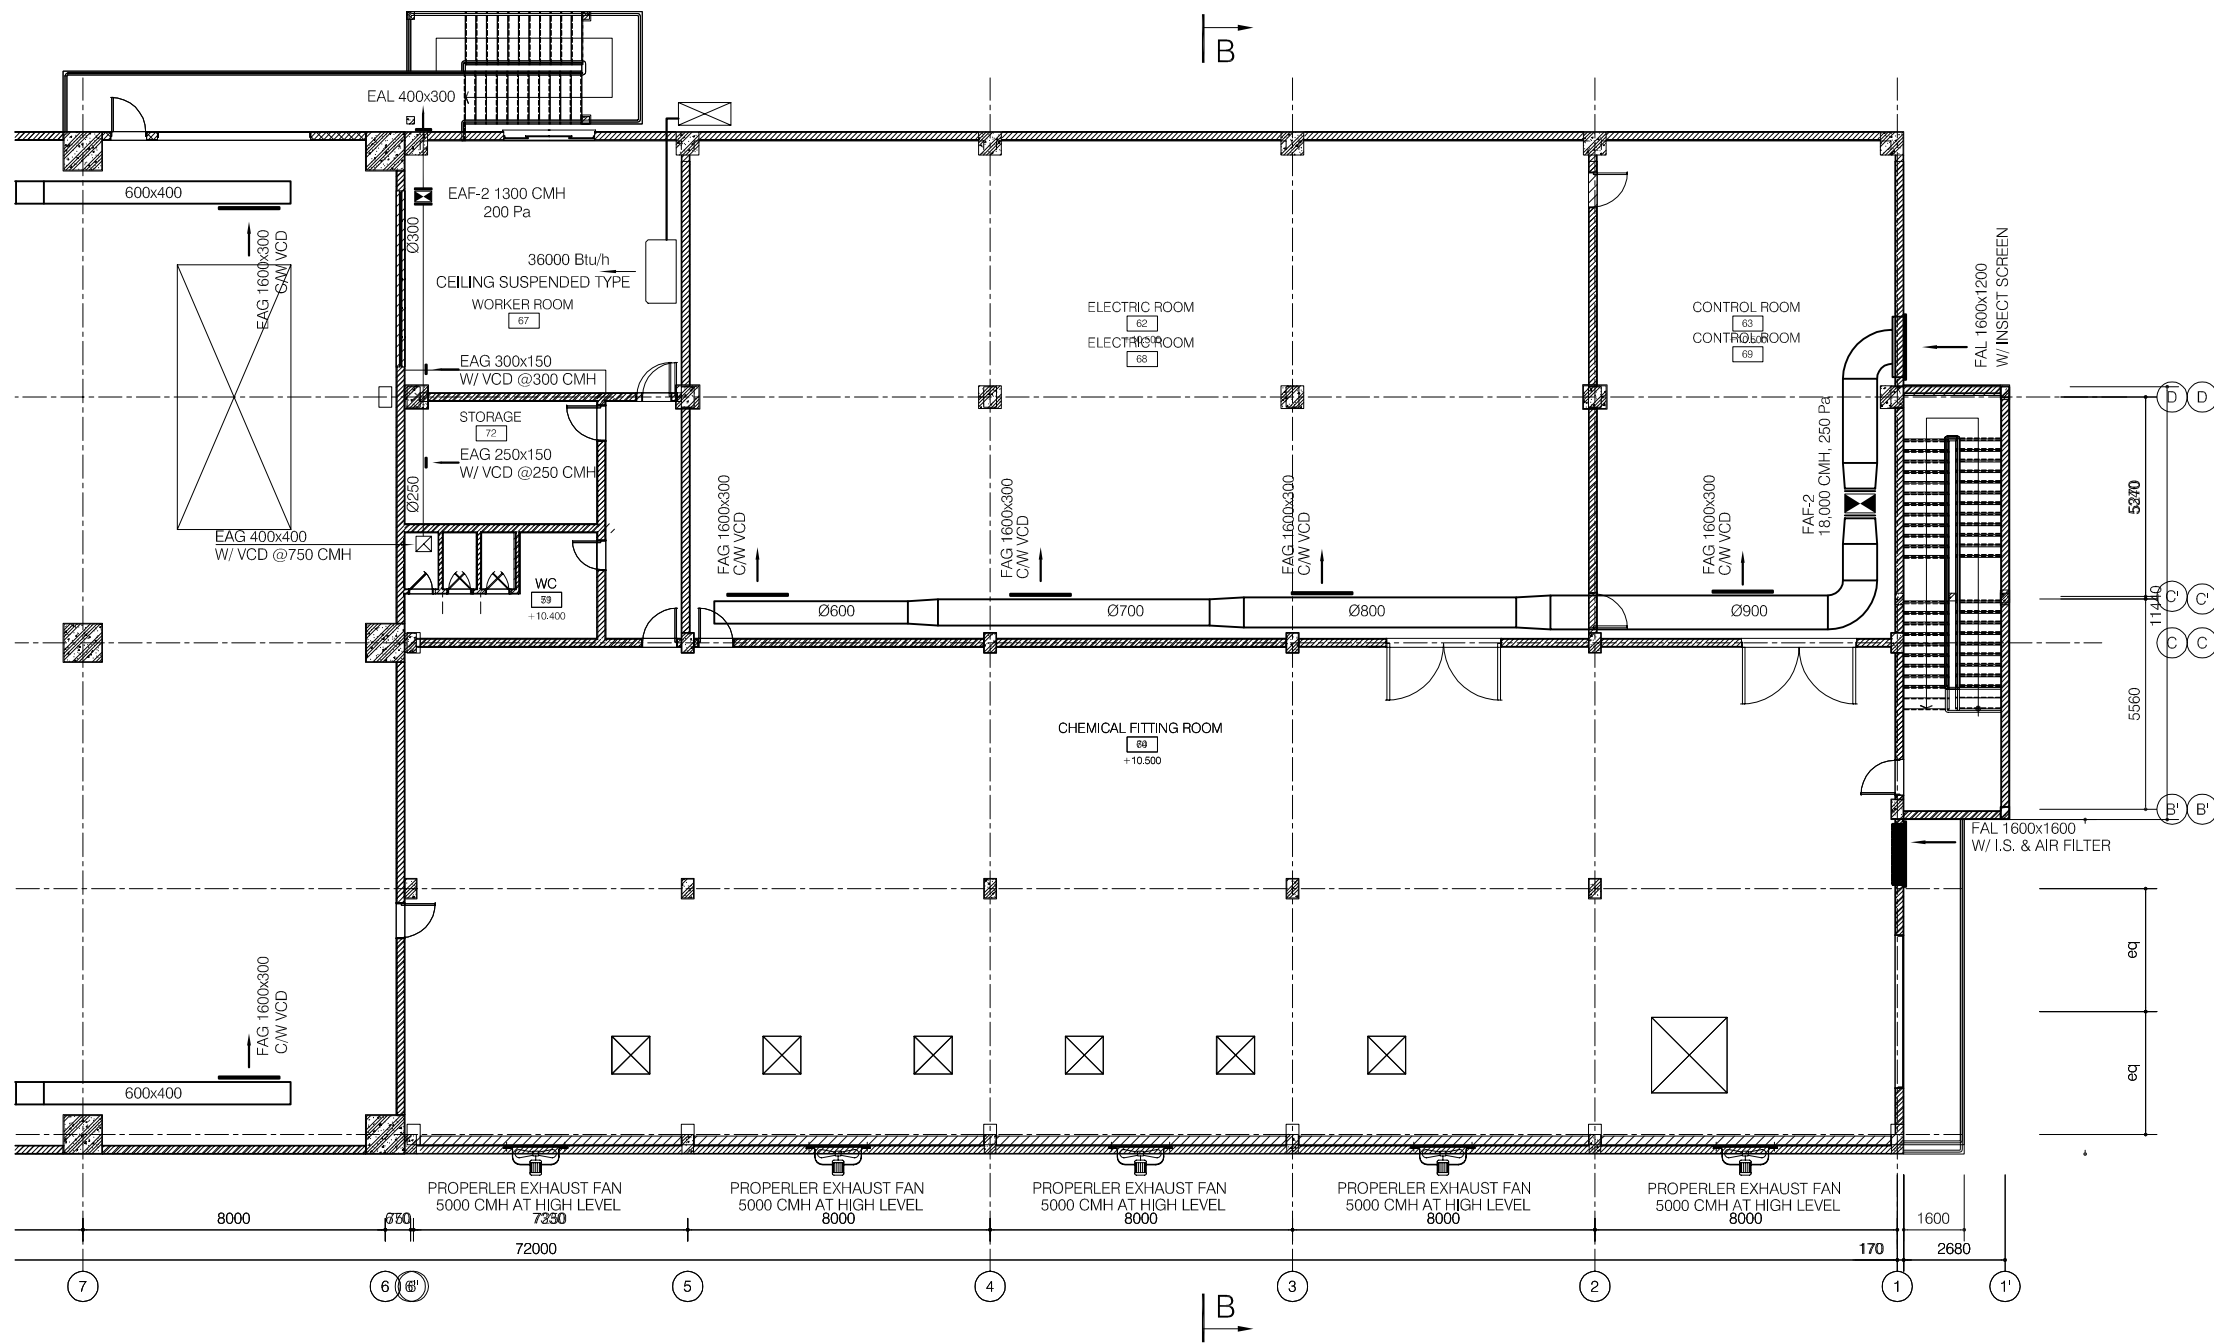 B
EAL 400x300
600x400
EAG 1600x300
C/W VCD
EAF-2 1300 CMH
200 Pa
Ø300
36000 Btu/h
CEILING SUSPENDED TYPE
WORKER ROOM
67
EAG 300x150
W/ VCD @300 CMH
STORAGE
72
EAG 250x150
W/ VCD @250 CMH
Ø250
EAG 400x400
W/ VCD @750 CMH
WC
+10.400
ELECTRIC ROOM
62
ELECTRIC ROOM
68
CONTROL ROOM
63
CONTROL ROOM
69
FAL 1600x1200
W/ INSECT SCREEN
FAF-2
18,000 CMH, 250 Pa
FAG 1600x300
C/W VCD
FAG 1600x300
C/W VCD
FAG 1600x300
C/W VCD
FAG 1600x300
C/W VCD
Ø600
Ø700
Ø800
Ø900
D
D
C'
C'
11440
C
C
5560
B'
B'
CHEMICAL FITTING ROOM
+10.500
FAL 1600x1600
W/ I.S. & AIR FILTER
eq
eq
FAG 1600x300
C/W VCD
600x400
PROPERLER EXHAUST FAN
5000 CMH AT HIGH LEVEL
PROPERLER EXHAUST FAN
5000 CMH AT HIGH LEVEL
PROPERLER EXHAUST FAN
5000 CMH AT HIGH LEVEL
PROPERLER EXHAUST FAN
5000 CMH AT HIGH LEVEL
PROPERLER EXHAUST FAN
5000 CMH AT HIGH LEVEL
8000
8000
8000
8000
8000
1600
72000
170
2680
7
6
5
4
3
2
1
1'
B